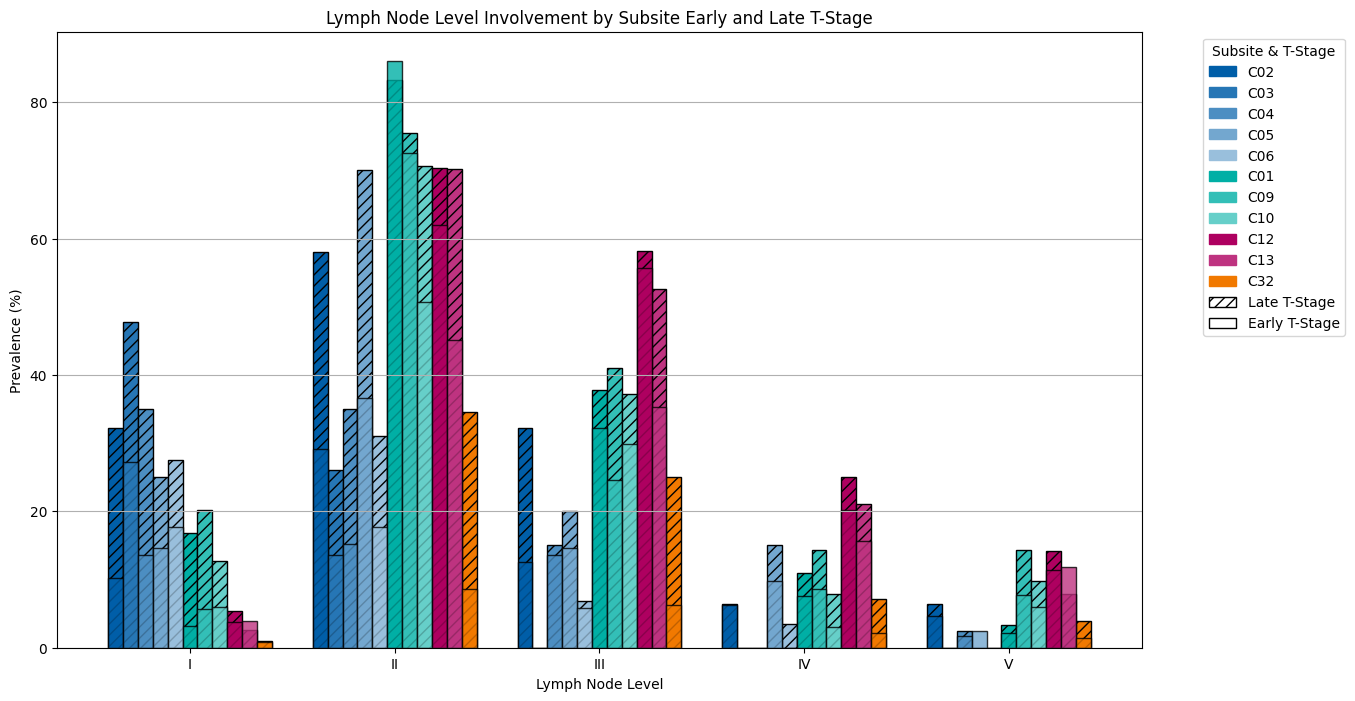 Lymph Node Level Involvement by Subsite Early and Late T-Stage
Prevalence (%)
80
60
40
20
0
I
II
III
IV
V
Lymph Node Level
Subsite & T-Stage
C02
C03
C04
C05
C06
C01
C09
C10
C12
C13
C32
Late T-Stage
Early T-Stage